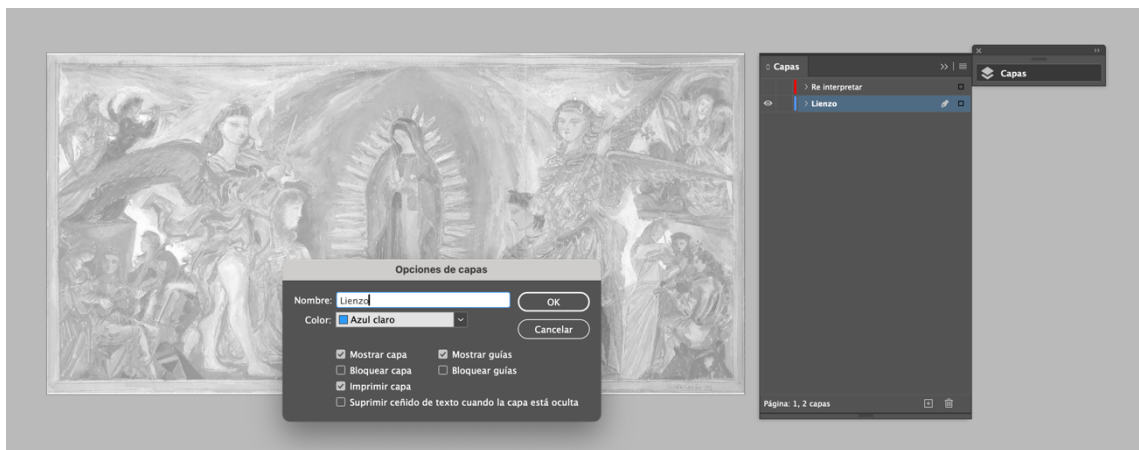 Capas
Capas
Re interpretar
Lienzo
Opciones de capas
Nombre: Lienzo
OK
Color: Azul claro
Cancelar
Mostrar capa Mostrar guías
Bloquear capa Bloquear guías
Imprimir capa
Suprimir ceñido de texto cuando la capa está oculta
Página: 1, 2 capas